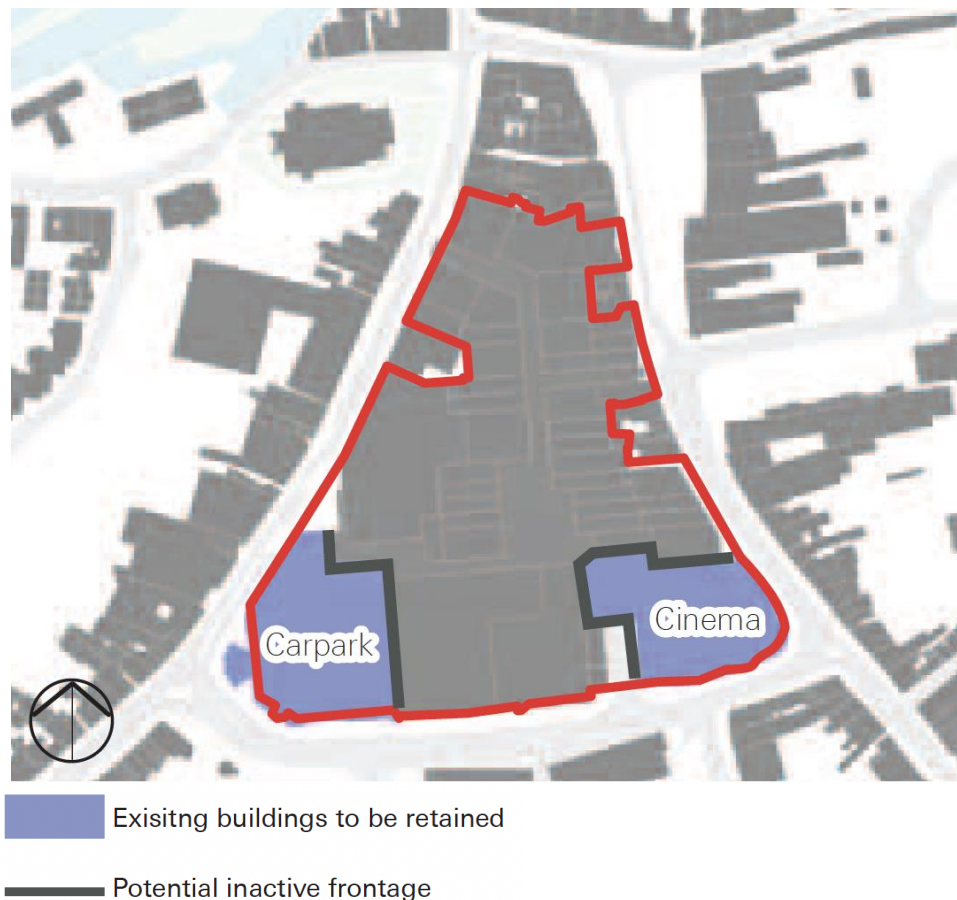 Carpark
Cinema
Exisitng buildings to be retained
Potential inactive frontage